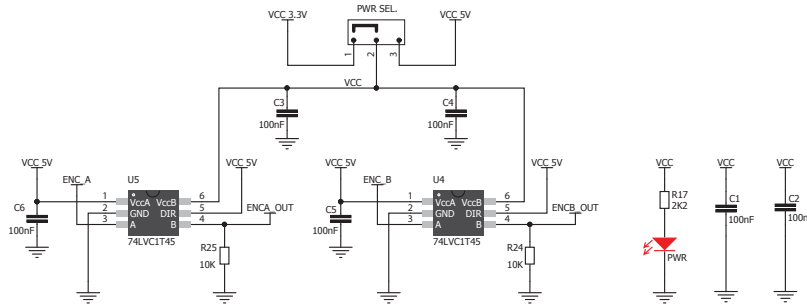 PWR SEL.
VCC 3.3V
VCC 5V
1
2
3
VCC
C3
100nF
C4
100nF
VCC 5V
ENC_A
U5
VCC 5V
C6
100nF
1
2
3
VccA
GND
A
VccB
DIR
B
6
5
4
74LVC1T45
ENCA_OUT
R25
10K
VCC 5V
ENC_B
U4
VCC 5V
C5
100nF
1
2
3
VccA
GND
A
VccB
DIR
B
6
5
4
74LVC1T45
ENCB_OUT
R24
10K
VCC
R17
2K2
PWR
VCC
C1
100nF
VCC
C2
100n